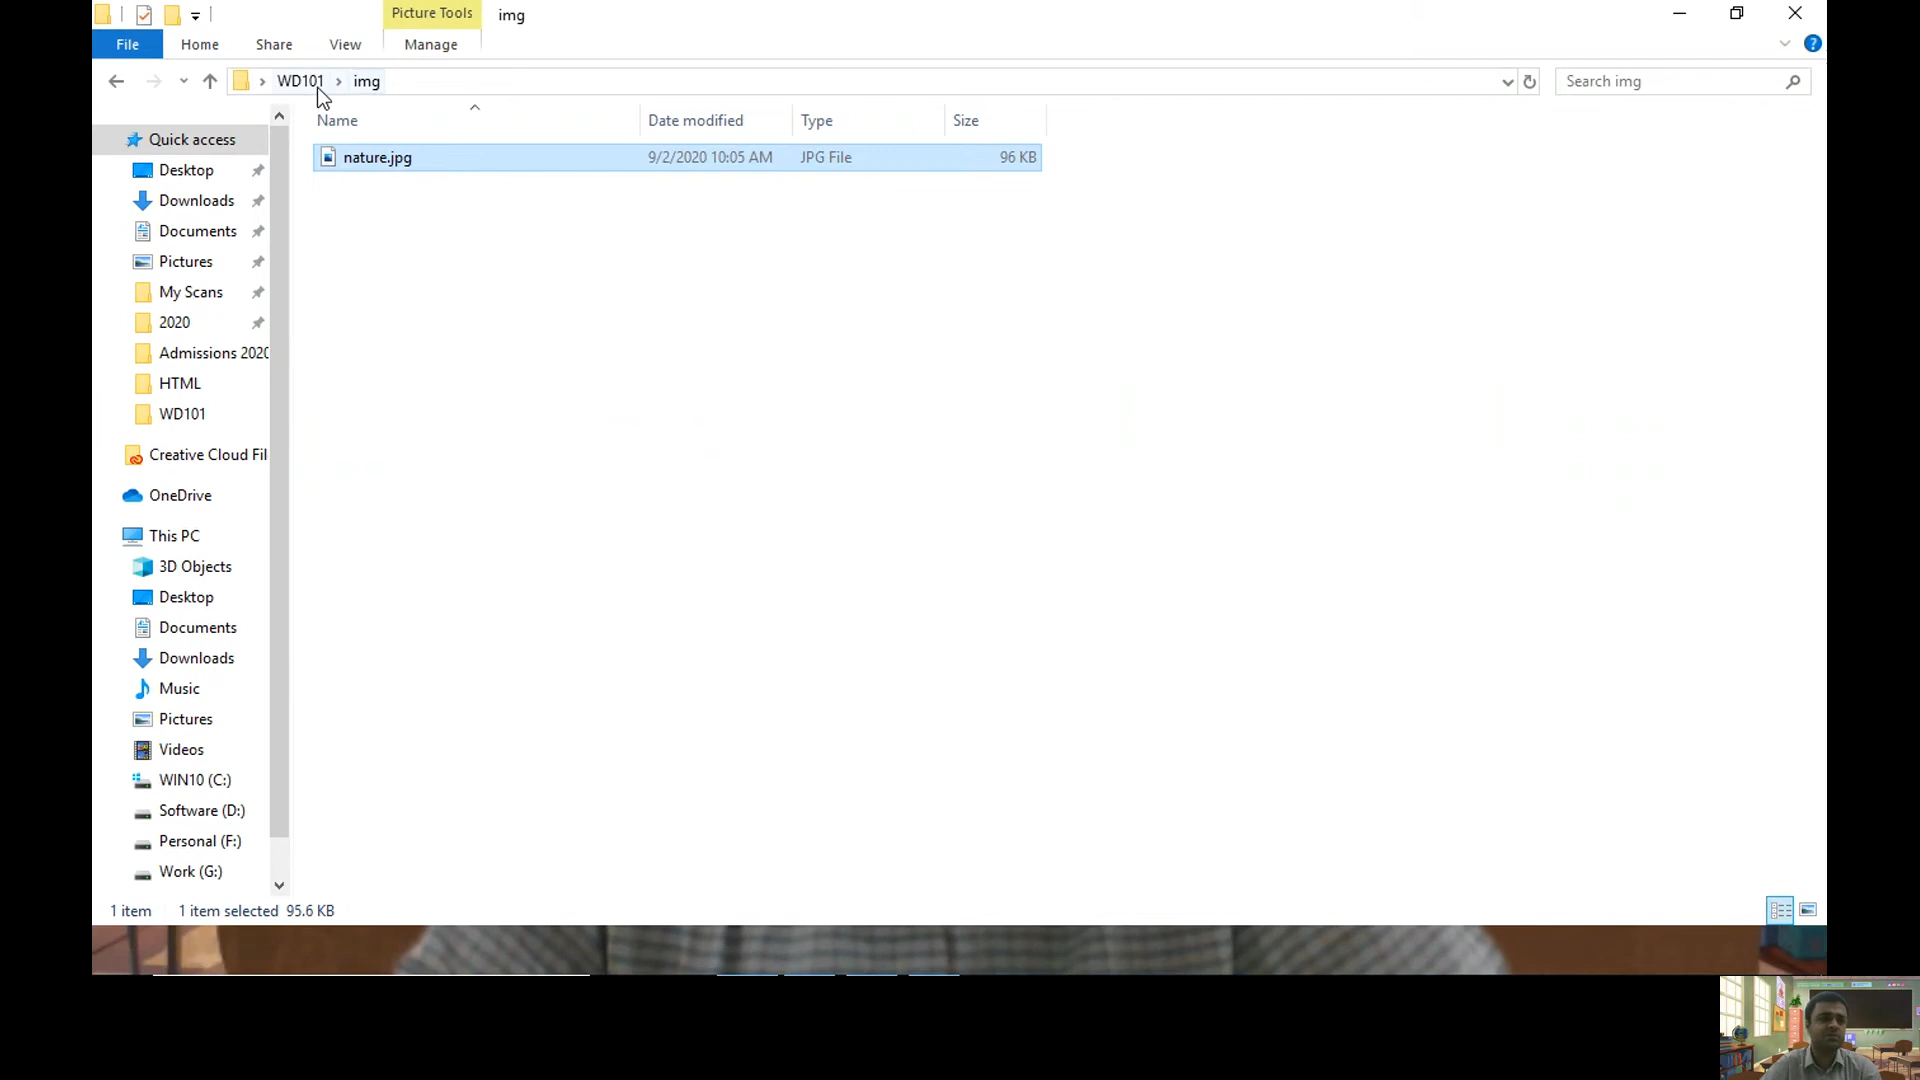 Picture Tools
img
File
Home
Share
View
Manage
WD101
img
Search img
Name
Date modified
Type
Size
nature.jpg
9/2/2020 10:05 AM
JPG File
96 KB
Quick access
Desktop
Downloads
Documents
Pictures
My Scans
2020
Admissions 2020
HTML
WD101
Creative Cloud Fil
OneDrive
This PC
3D Objects
Desktop
Documents
Downloads
Music
Pictures
Videos
WIN10 (C:)
Software (D:)
Personal (F:)
Work (G:)
1 item
1 item selected 95.6 KB